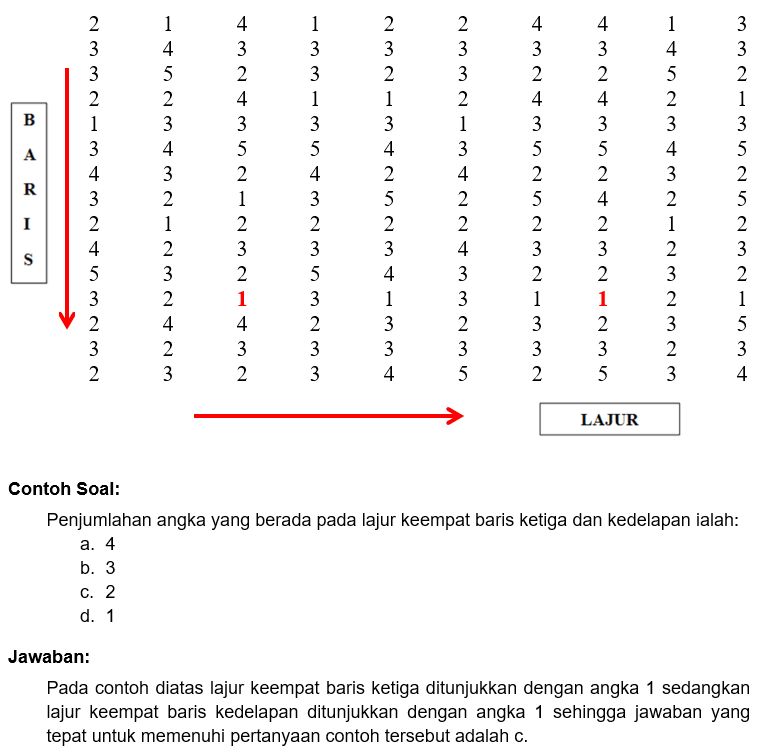 2 1 4 1 2 2 4 4 1 3
3 4 3 3 3 3 3 3 4 3
3 5 2 3 2 3 2 2 5 2
2 2 4 1 1 2 4 4 2 1
1 3 3 3 3 1 3 3 3 3
3 4 5 5 4 3 5 5 4 5
4 3 2 4 2 4 2 2 3 2
3 2 1 3 5 2 5 4 2 5
2 1 2 2 2 2 2 2 1 2
4 2 3 3 3 4 3 3 2 3
5 3 2 5 4 3 2 2 3 2
3 2 1 3 1 3 1 1 2 1
2 4 4 2 3 2 3 2 3 5
3 2 3 3 3 3 3 3 2 3
2 3 2 3 4 5 2 5 3 4
B
A
R
I
S
LAJUR
Contoh Soal:
Penjumlahan angka yang berada pada lajur keempat baris ketiga dan kedelapan ialah:
a. 4
b. 3
c. 2
d. 1
Jawaban:
Pada contoh diatas lajur keempat baris ketiga ditunjukkan dengan angka 1 sedangkan
lajur keempat baris kedelapan ditunjukkan dengan angka 1 sehingga jawaban yang
tepat untuk memenuhi pertanyaan contoh tersebut adalah c.